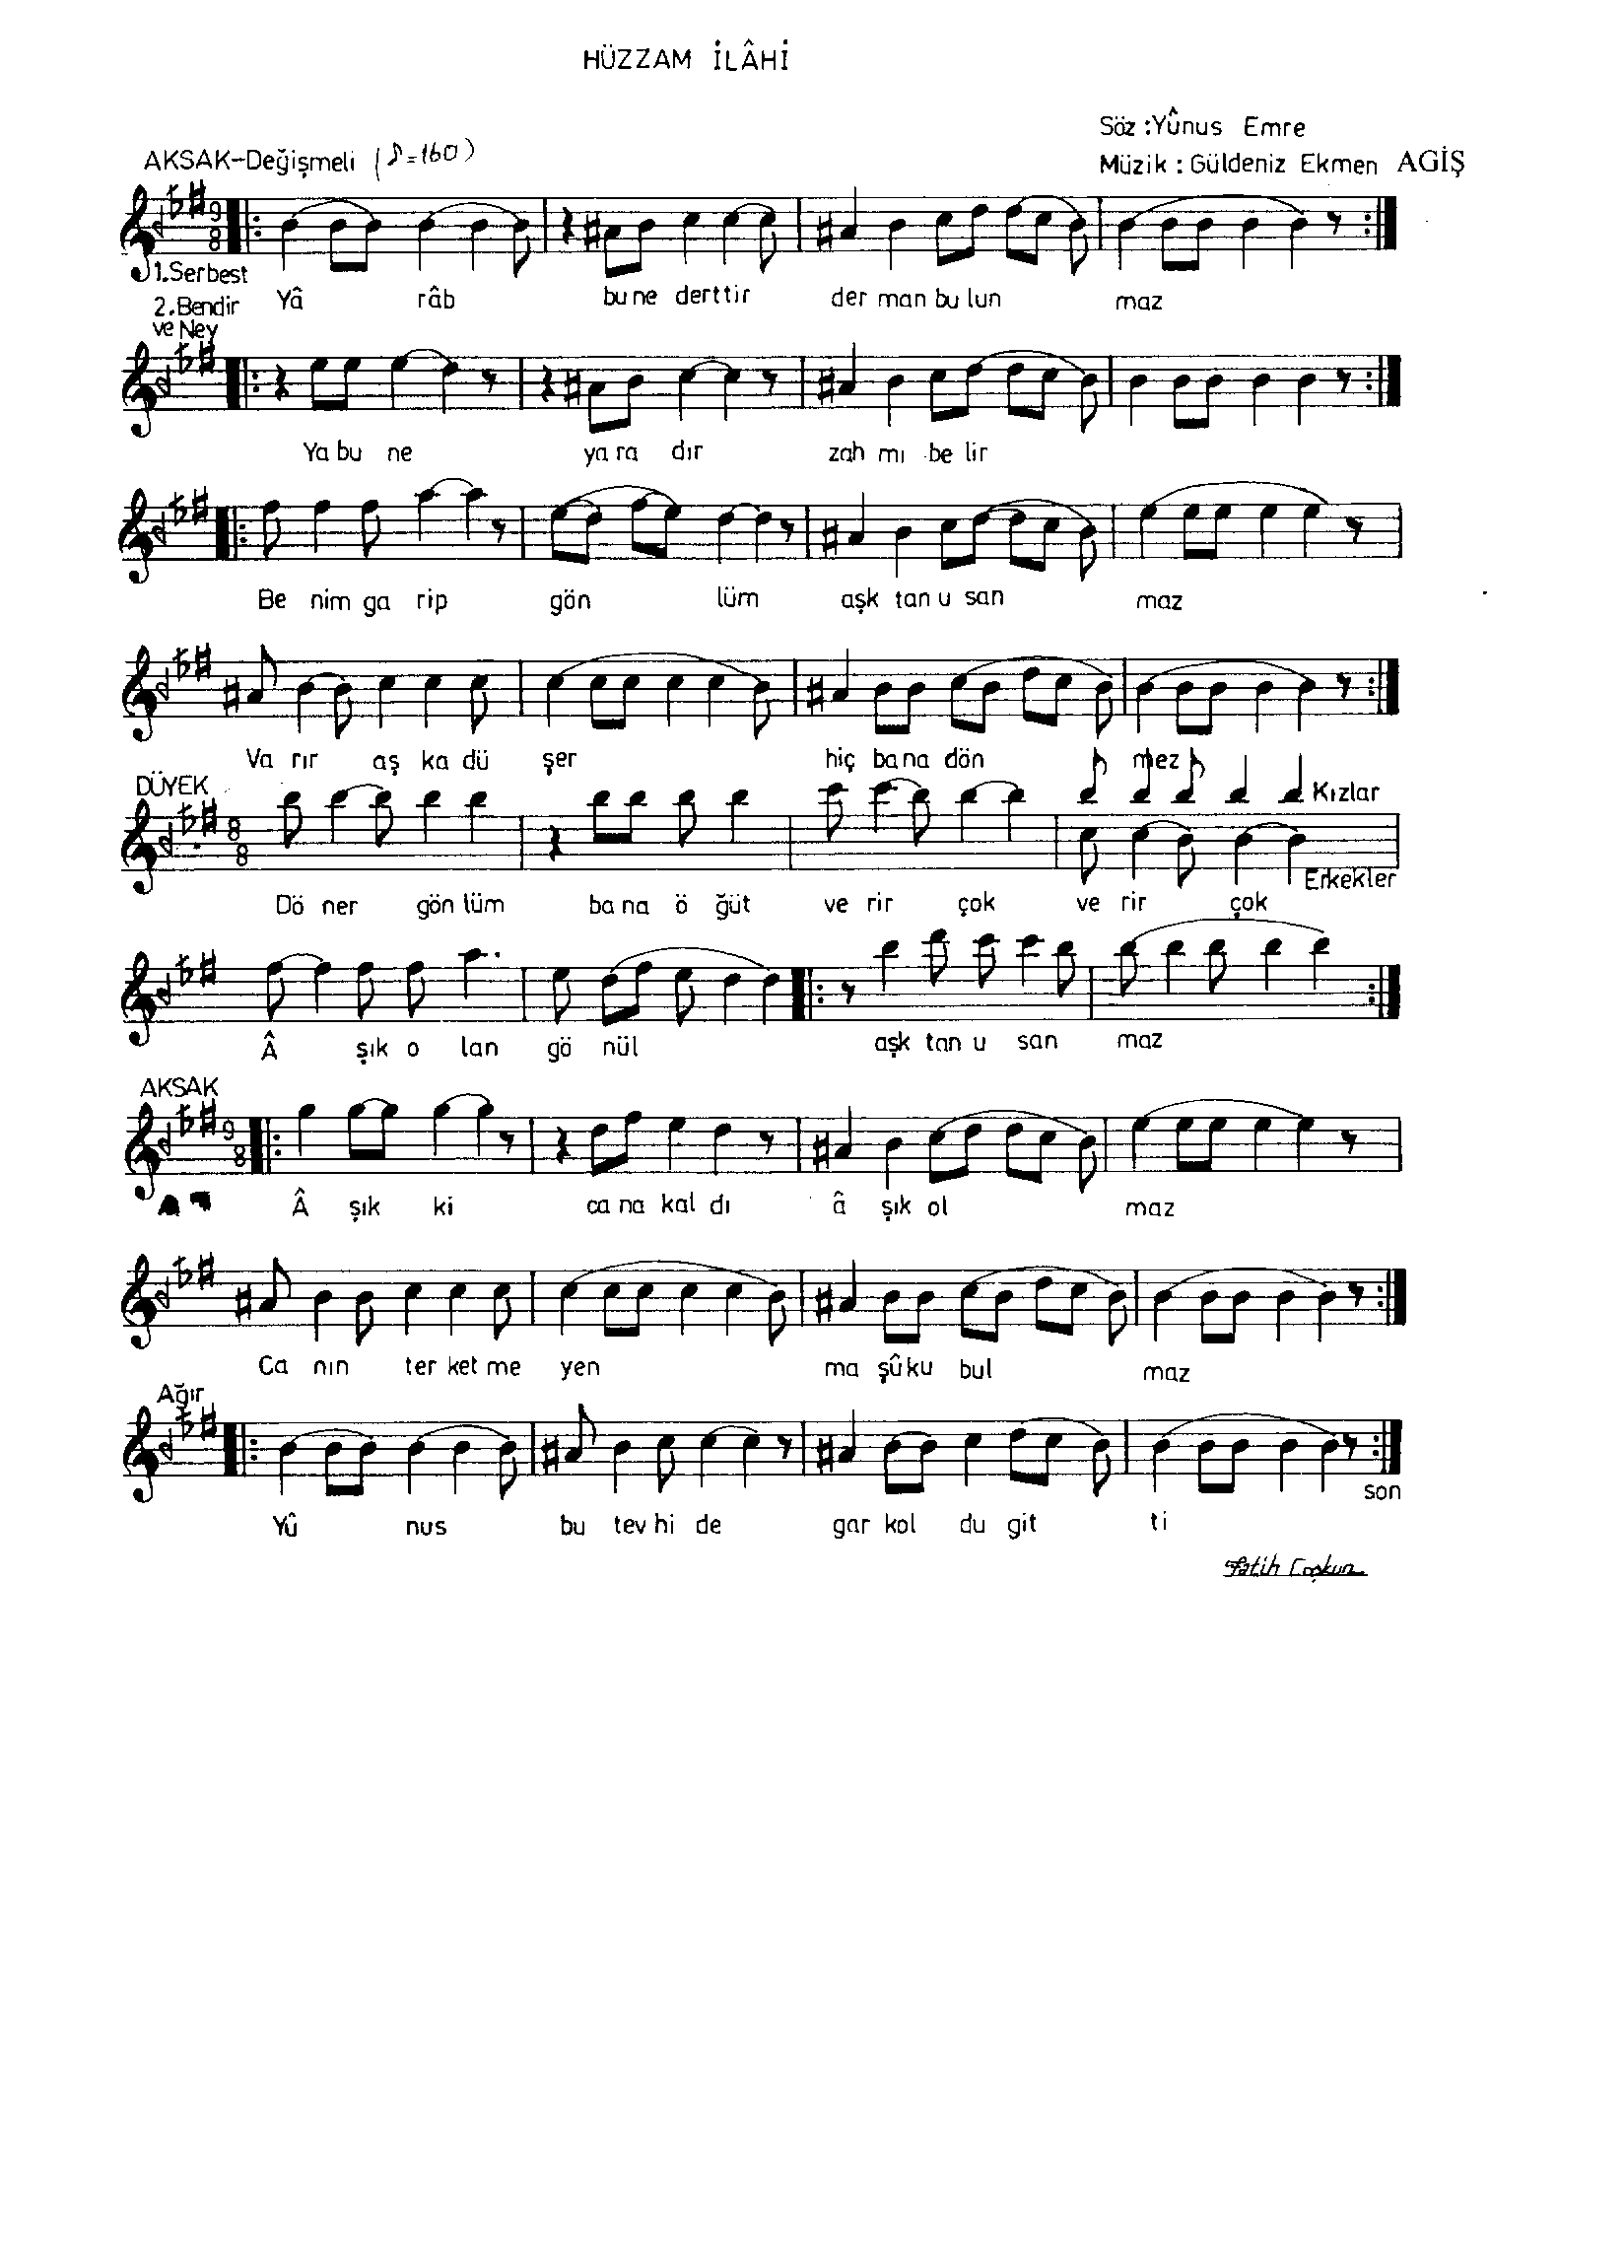 HÜZZAM İLÂHİ
Söz : Yûnus Emre
AKSAK-Değişmeli (♪=160)
Müzik : Güldeniz Ekmen AGİŞ
9
8
1.Serbest
2.Bendir
ve Ney
Yâ râb bu ne dert tir der man bu lun maz
Ya bu ne ya ra dır zah mı be lir
Be nim ga rip gön lüm aşk tan u san maz
Va rır aş ka dü şer hiç ba na dön mez
DÜYEK
Kızlar
8
8
Erkekler
Dö ner gön lüm ba na ö ğüt ve rir çok ve rir çok
 şık o lan gö nül aşk tan u san maz
AKSAK
9
8
 şık ki ca na kal dı â şık ol maz
Ca nın ter ket me yen ma şû ku bul maz
Ağır
son
Yû nus bu tev hi de gar kol du git ti
Fatih Coşkun